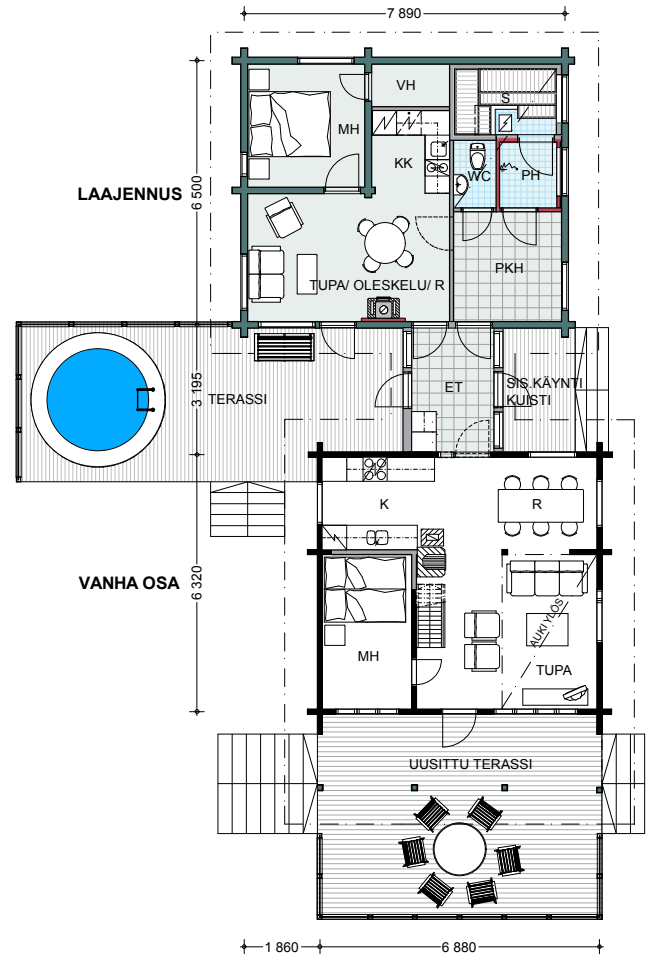 7 890
VH
S
MH
KK
WC
PH
LAAJENNUS
6 500
PKH
TUPA/ OLESKELU/ R
3 195
TERASSI
ET
SIS.KÄYNTI
KUISTI
K
R
VANHA OSA
6 320
AUKI YLÖS
MH
TUPA
UUSITTU TERASSI
1 860
6 880